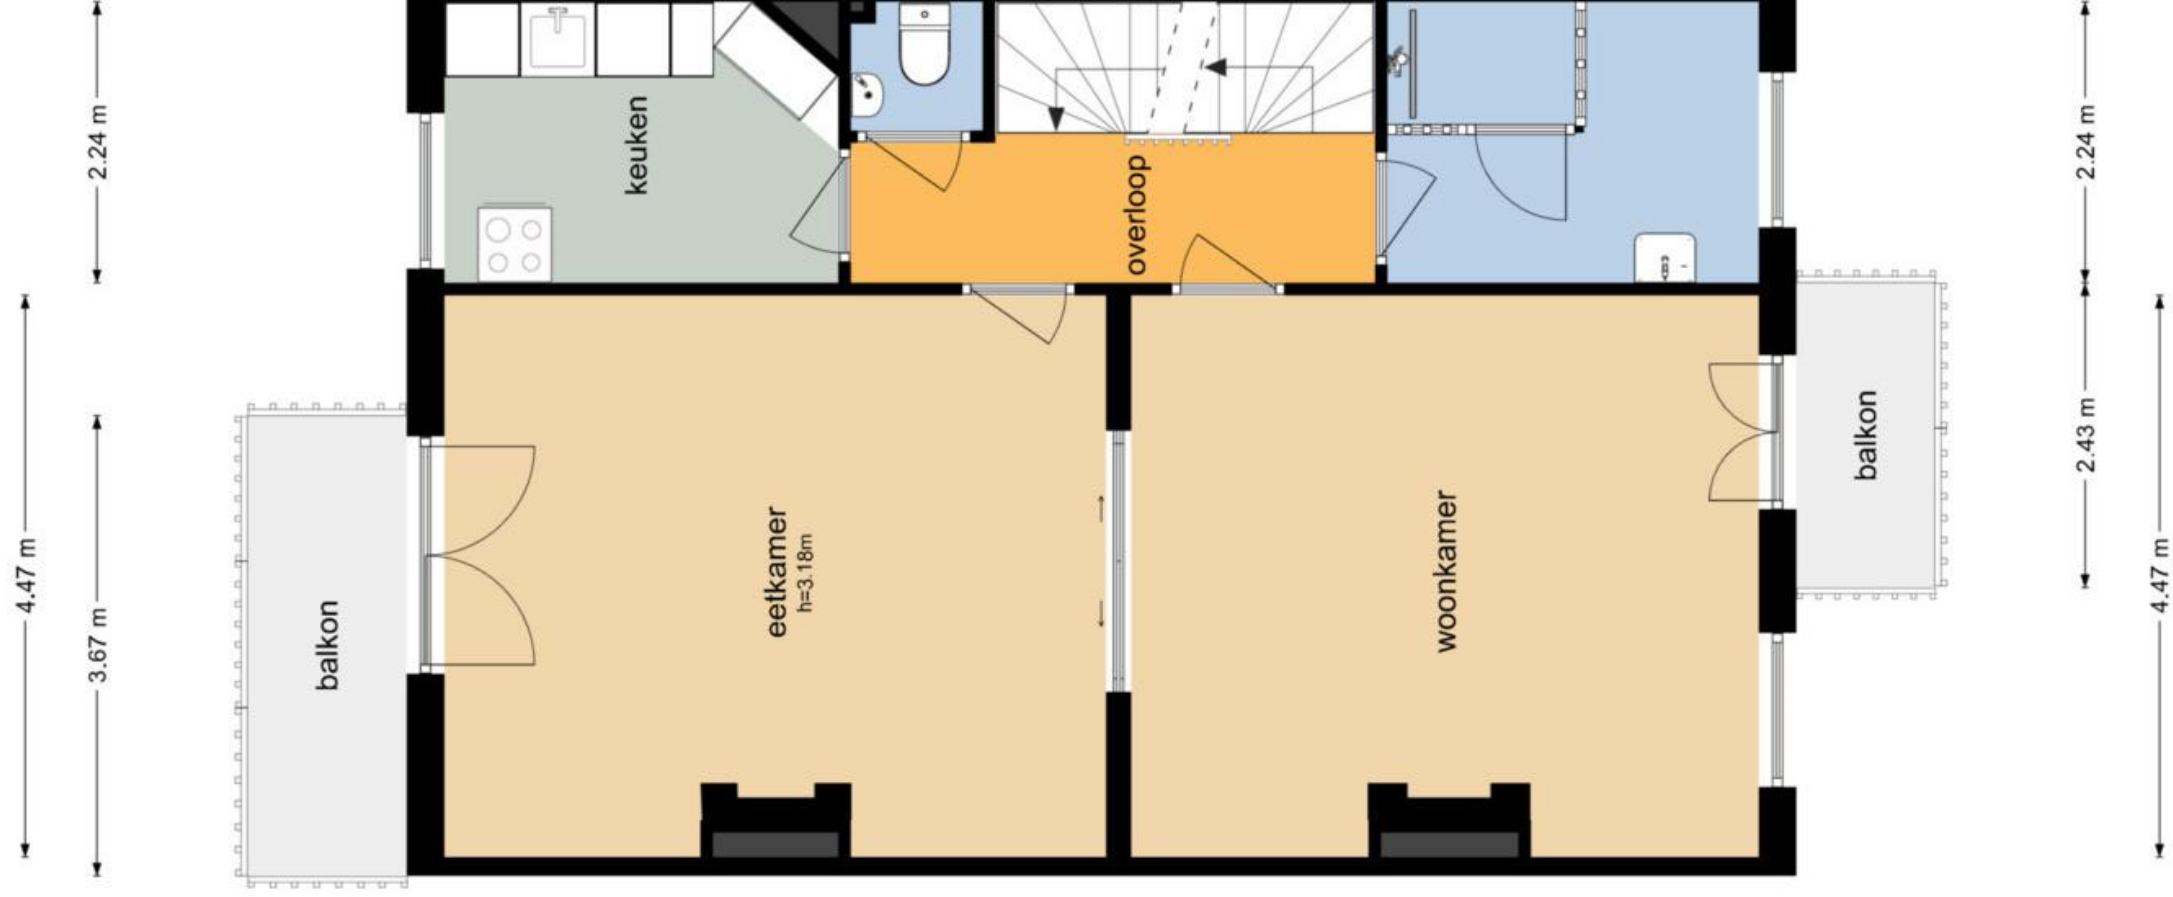 2.24 m
keuken
overloop
2.24 m
4.47 m
3.67 m
balkon
eetkamer
h=3.18m
woonkamer
balkon
2.43 m
4.47 m